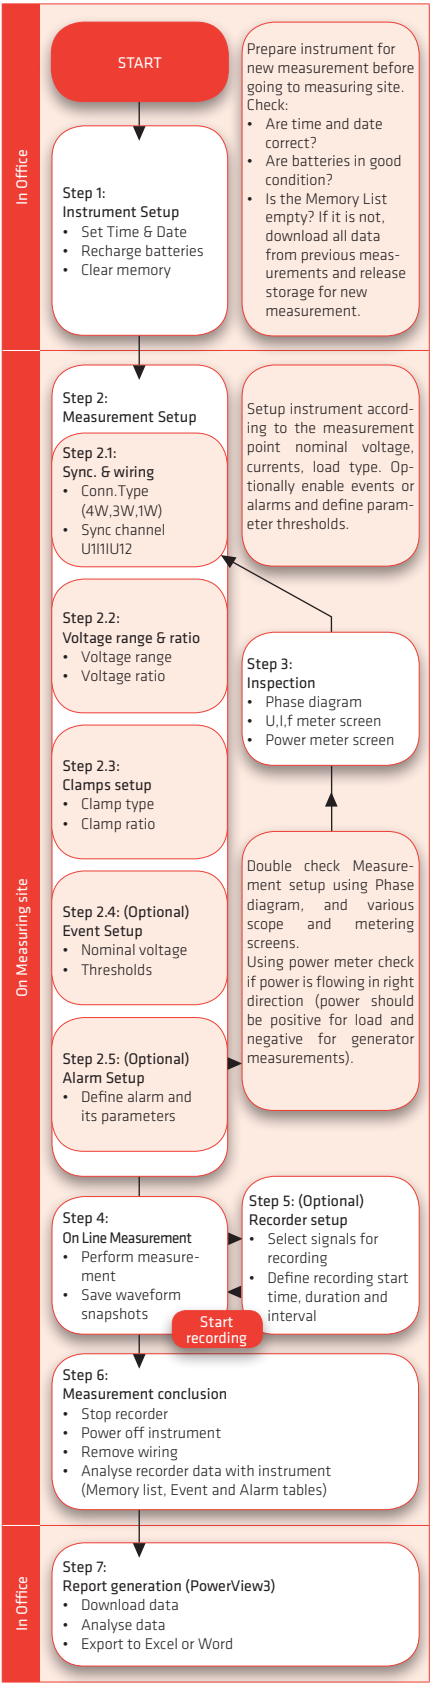 In Office
START
Step 1:
Instrument Setup
• Set Time & Date
• Recharge batteries
• Clear memory
Prepare instrument for
new measurement before
going to measuring site.
Check:
• Are time and date
correct?
• Are batteries in good
condition?
• Is the Memory List
empty? If it is not,
download all data
from previous meas-
urements and release
storage for new
measurement.
On Measuring site
Step 2:
Measurement Setup
Step 2.1:
Sync. & wiring
• Conn.Type
(4W,3W,1W)
• Sync channel
U1I1IU12
Setup instrument accord-
ing to the measurement
point nominal voltage,
currents, load type. Op-
tionally enable events or
alarms and define param-
eter thresholds.
Step 2.2:
Voltage range & ratio
• Voltage range
• Voltage ratio
Step 3:
Inspection
• Phase diagram
• U,I,f meter screen
• Power meter screen
Step 2.3:
Clamps setup
• Clamp type
• Clamp ratio
Step 2.4: (Optional)
Event Setup
• Nominal voltage
• Thresholds
Double check Measure-
ment setup using Phase
diagram, and various
scope and metering
screens.
Using power meter check
if power is flowing in right
direction (power should
be positive for load and
negative for generator
measurements).
Step 2.5: (Optional)
Alarm Setup
• Define alarm and
its parameters
Step 4:
On Line Measurement
• Perform measure-
ment
• Save waveform
snapshots
Step 5: (Optional)
Recorder setup
• Select signals for
recording
• Define recording start
time, duration and
interval
Start
recording
Step 6:
Measurement conclusion
• Stop recorder
• Power off instrument
• Remove wiring
• Analyse recorder data with instrument
(Memory list, Event and Alarm tables)
In Office
Step 7:
Report generation (PowerView3)
• Download data
• Analyse data
• Export to Excel or Word